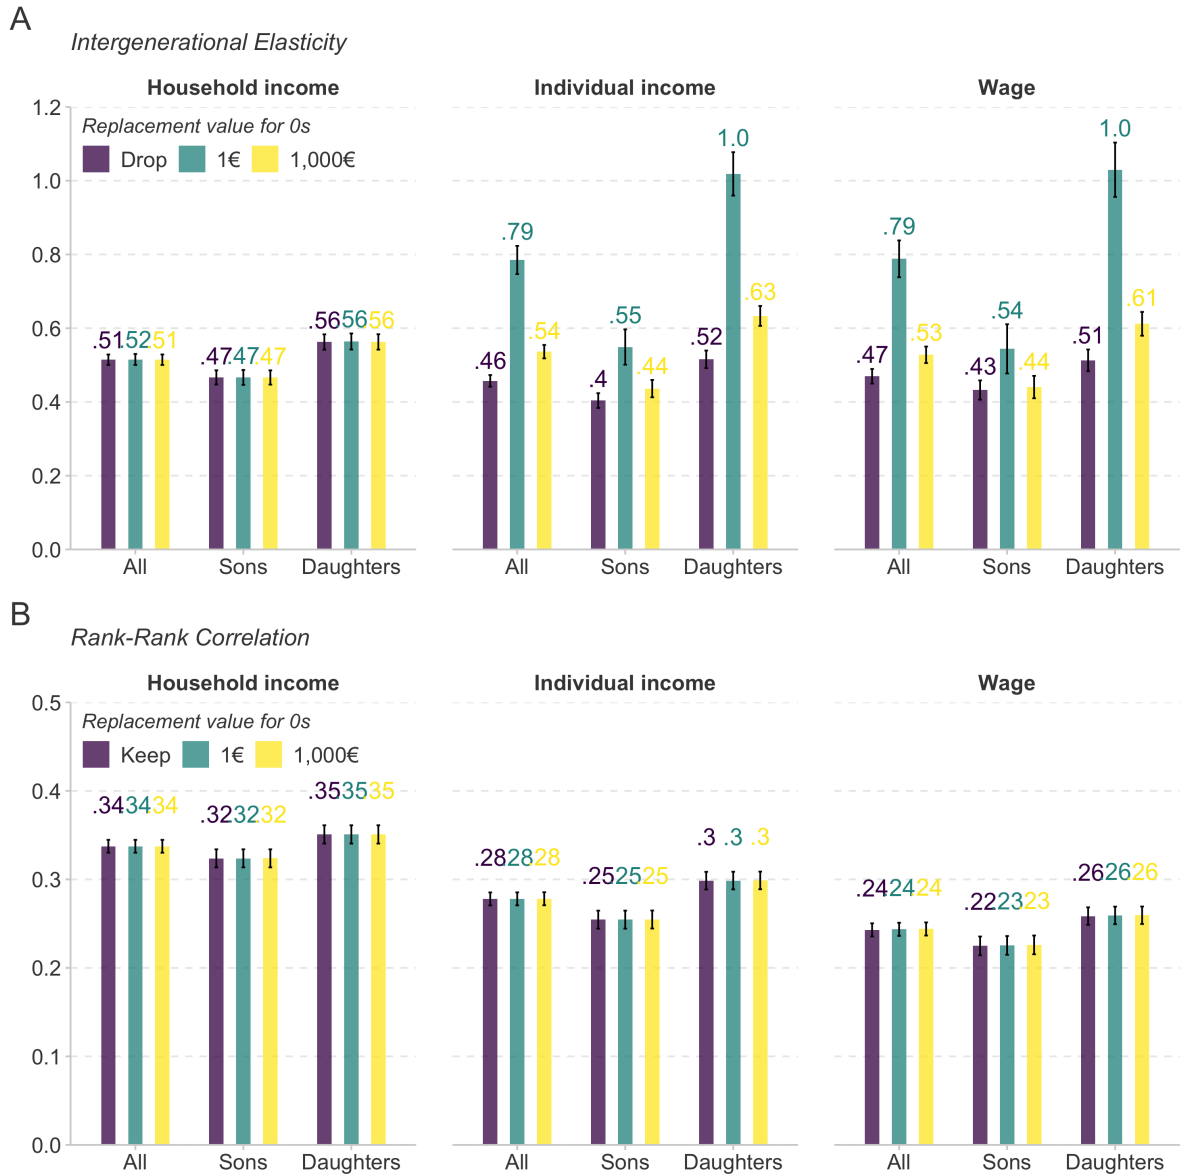 A
Intergenerational Elasticity
Household income
Individual income
Wage
Replacement value for 0s
Drop 1€ 1,000€
1.2
1.0
0.8
0.6
0.4
0.2
0.0
.51 .52 .51
.47 .47 .47
.56 .56 .56
.46 .79 .54
.4 .55 .44
.52 1.0 .63
.47 .79 .53
.43 .54 .44
.51 1.0 .61
All Sons Daughters
All Sons Daughters
All Sons Daughters
B
Rank-Rank Correlation
Household income
Individual income
Wage
Replacement value for 0s
Keep 1€ 1,000€
0.5
0.4
0.3
0.2
0.1
0.0
.34 .34 .34
.32 .32 .32
.35 .35 .35
.28 .28 .28
.25 .25 .25
.3 .3 .3
.24 .24 .24
.22 .23 .23
.26 .26 .26
All Sons Daughters
All Sons Daughters
All Sons Daughters